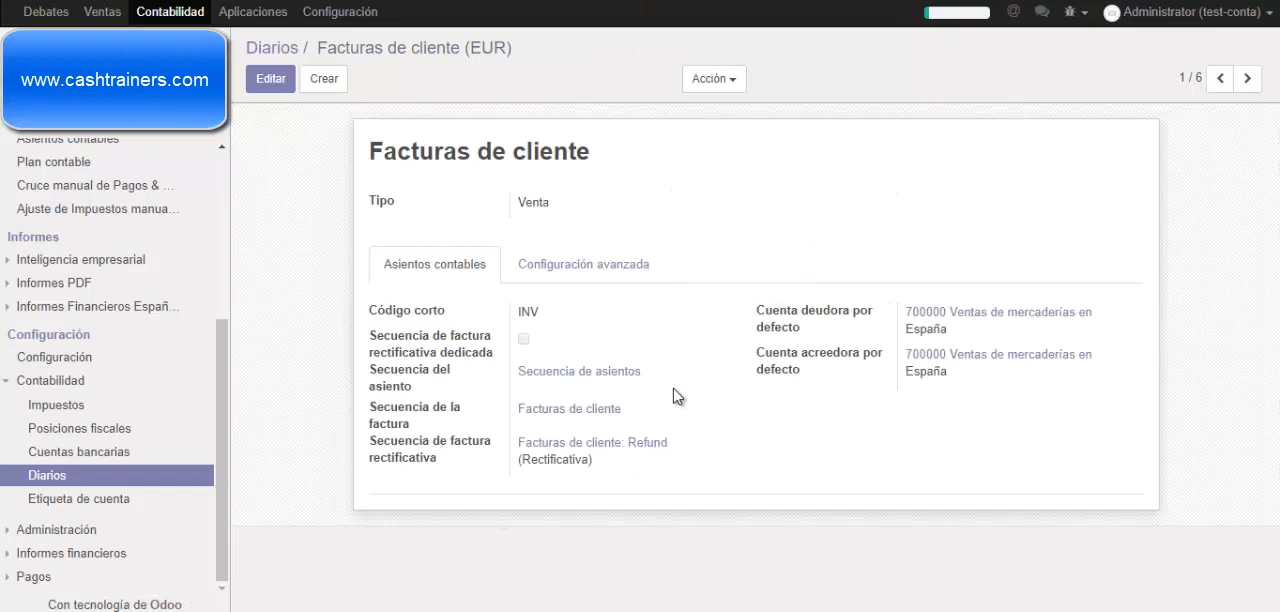 Debates Ventas Contabilidad Aplicaciones Configuración Administrator (test-conta)
www.cashtrainers.com
Diarios / Facturas de cliente (EUR)
Editar Crear Acción 1 / 6
Asientos contables
Plan contable
Cruce manual de Pagos & ...
Ajuste de Impuestos manua...
Informes
Inteligencia empresarial
Informes PDF
Informes Financieros Españ...
Configuración
Configuración
Contabilidad
Impuestos
Posiciones fiscales
Cuentas bancarias
Diarios
Etiqueta de cuenta
Administración
Informes financieros
Pagos
Con tecnología de Odoo
Facturas de cliente
Tipo Venta
Asientos contables Configuración avanzada
Código corto INV
Secuencia de factura
rectificativa dedicada
Secuencia del
asiento
Secuencia de asientos
Secuencia de la
factura
Facturas de cliente
Secuencia de factura
rectificativa
Facturas de cliente: Refund
(Rectificativa)
Cuenta deudora por
defecto
700000 Ventas de mercaderías en
España
Cuenta acreedora por
defecto
700000 Ventas de mercaderías en
España